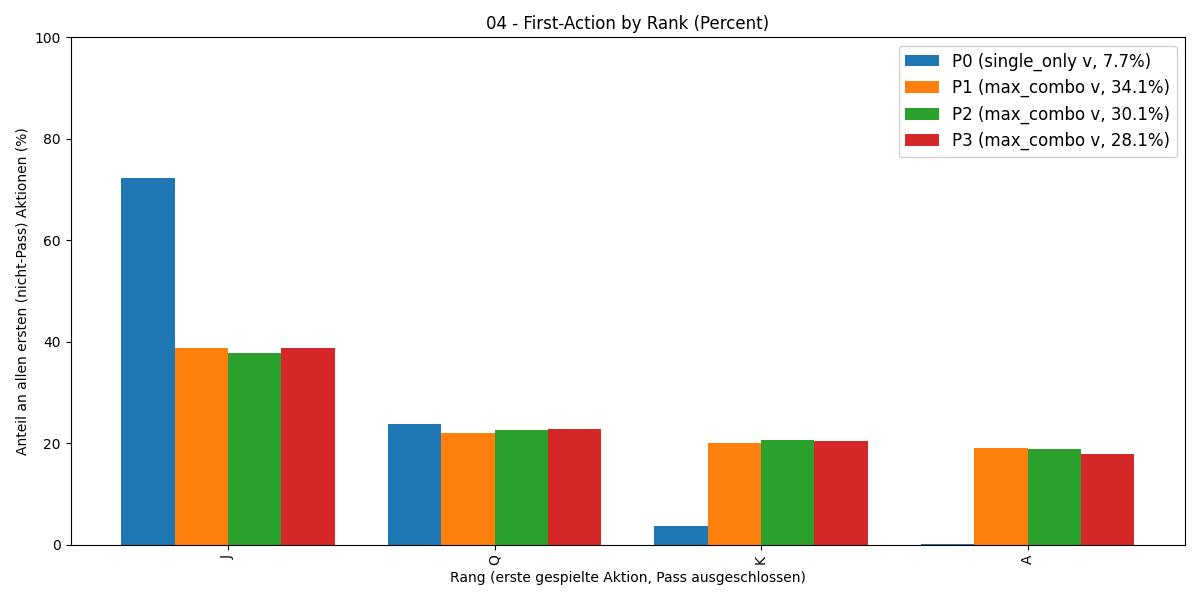 04 - First-Action by Rank (Percent)
P0 (single_only v, 7.7%)
P1 (max_combo v, 34.1%)
P2 (max_combo v, 30.1%)
P3 (max_combo v, 28.1%)
Anteil an allen ersten (nicht-Pass) Aktionen (%)
100
80
60
40
20
0
J
Q
K
A
Rang (erste gespielte Aktion, Pass ausgeschlossen)